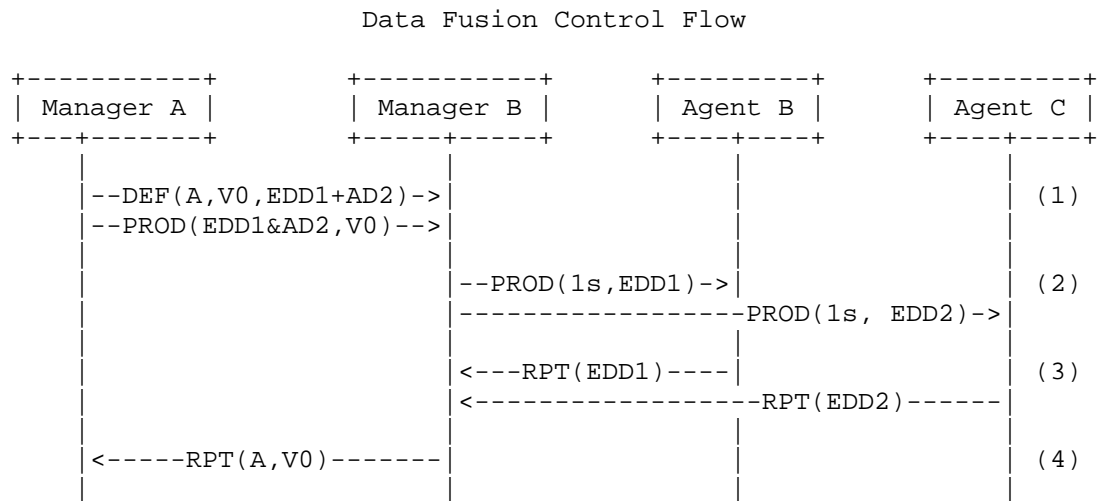 Data Fusion Control Flow
+-----------+ +-----------+ +---------+ +---------+
| Manager A | | Manager B | | Agent B | | Agent C |
+---+-------+ +-----+-----+ +----+----+ +----+----+
| | | |
|--DEF(A,V0,EDD1+AD2)->| | | (1)
|--PROD(EDD1&AD2,V0)-->| | |
| | | |
| |--PROD(1s,EDD1)->| | (2)
| |------------------PROD(1s, EDD2)->|
| | | |
| |<---RPT(EDD1)----| | (3)
| |<------------------RPT(EDD2)------|
| | | |
|<-----RPT(A,V0)-------| | | (4)
| | | |